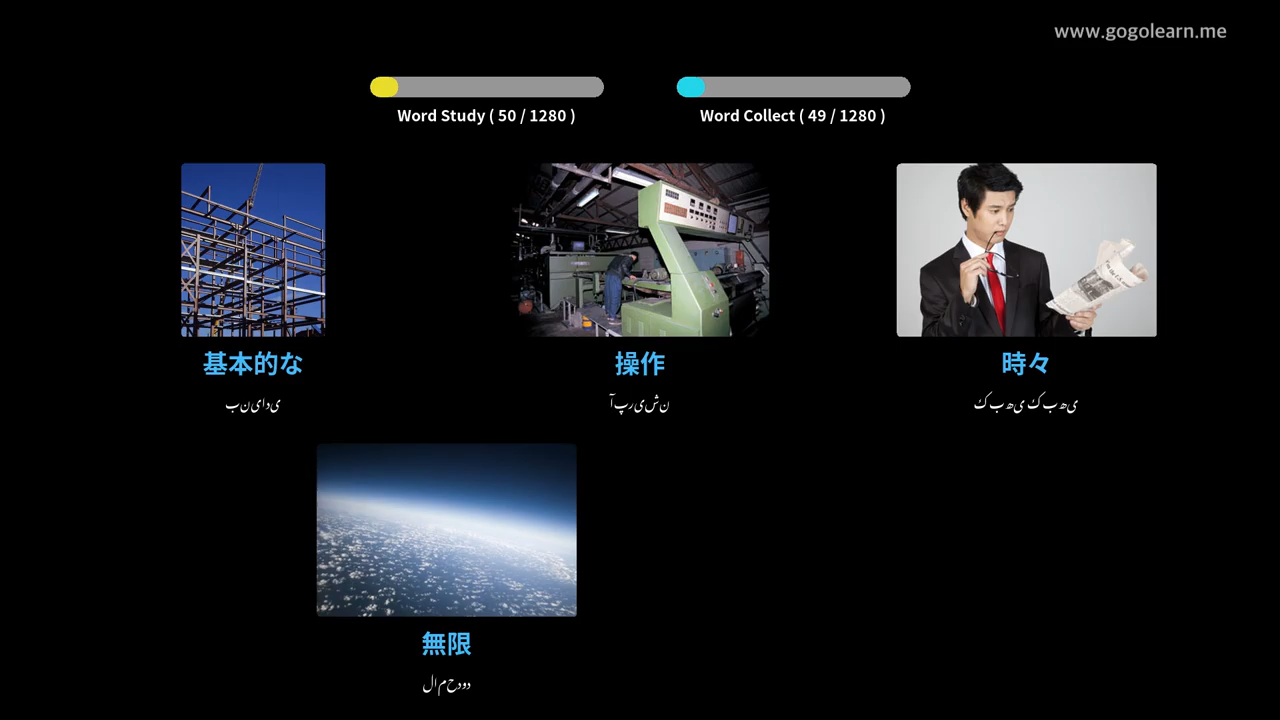 www.gogolearn.me
Word Study ( 50 / 1280 )
Word Collect ( 49 / 1280 )
基本的な
بنیادی
操作
آپریشن
時々
کبھی کبھی
無限
لامحدود